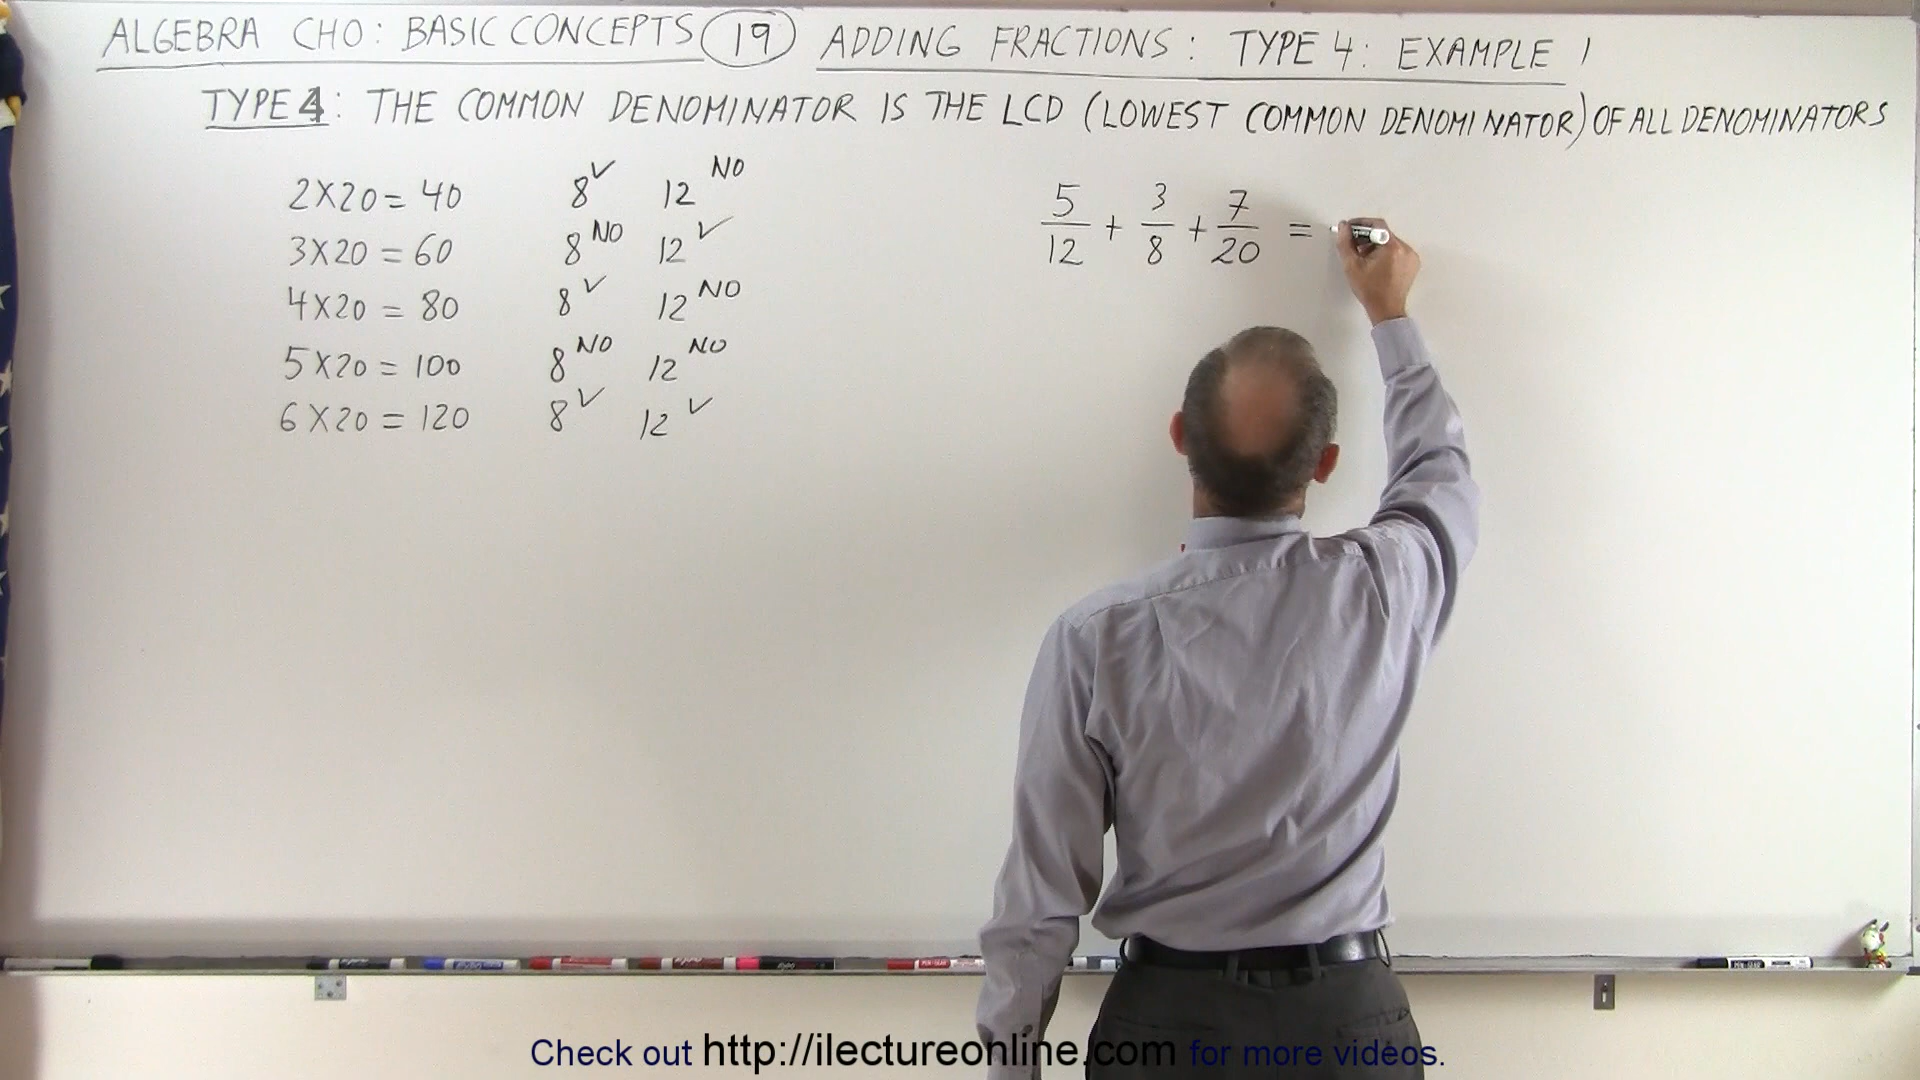 ALGEBRA CH0: BASIC CONCEPTS 19 ADDING FRACTIONS: TYPE 4: EXAMPLE 1
TYPE 4: THE COMMON DENOMINATOR IS THE LCD (LOWEST COMMON DENOMINATOR) OF ALL DENOMINATORS
2X20 = 40 8 ✓ 12 NO
3X20 = 60 8 NO 12 ✓
4X20 = 80 8 ✓ 12 NO
5X20 = 100 8 NO 12 NO
6X20 = 120 8 ✓ 12 ✓
5/12 + 3/8 + 7/20 =
Check out http://ilectureonline.com for more videos.